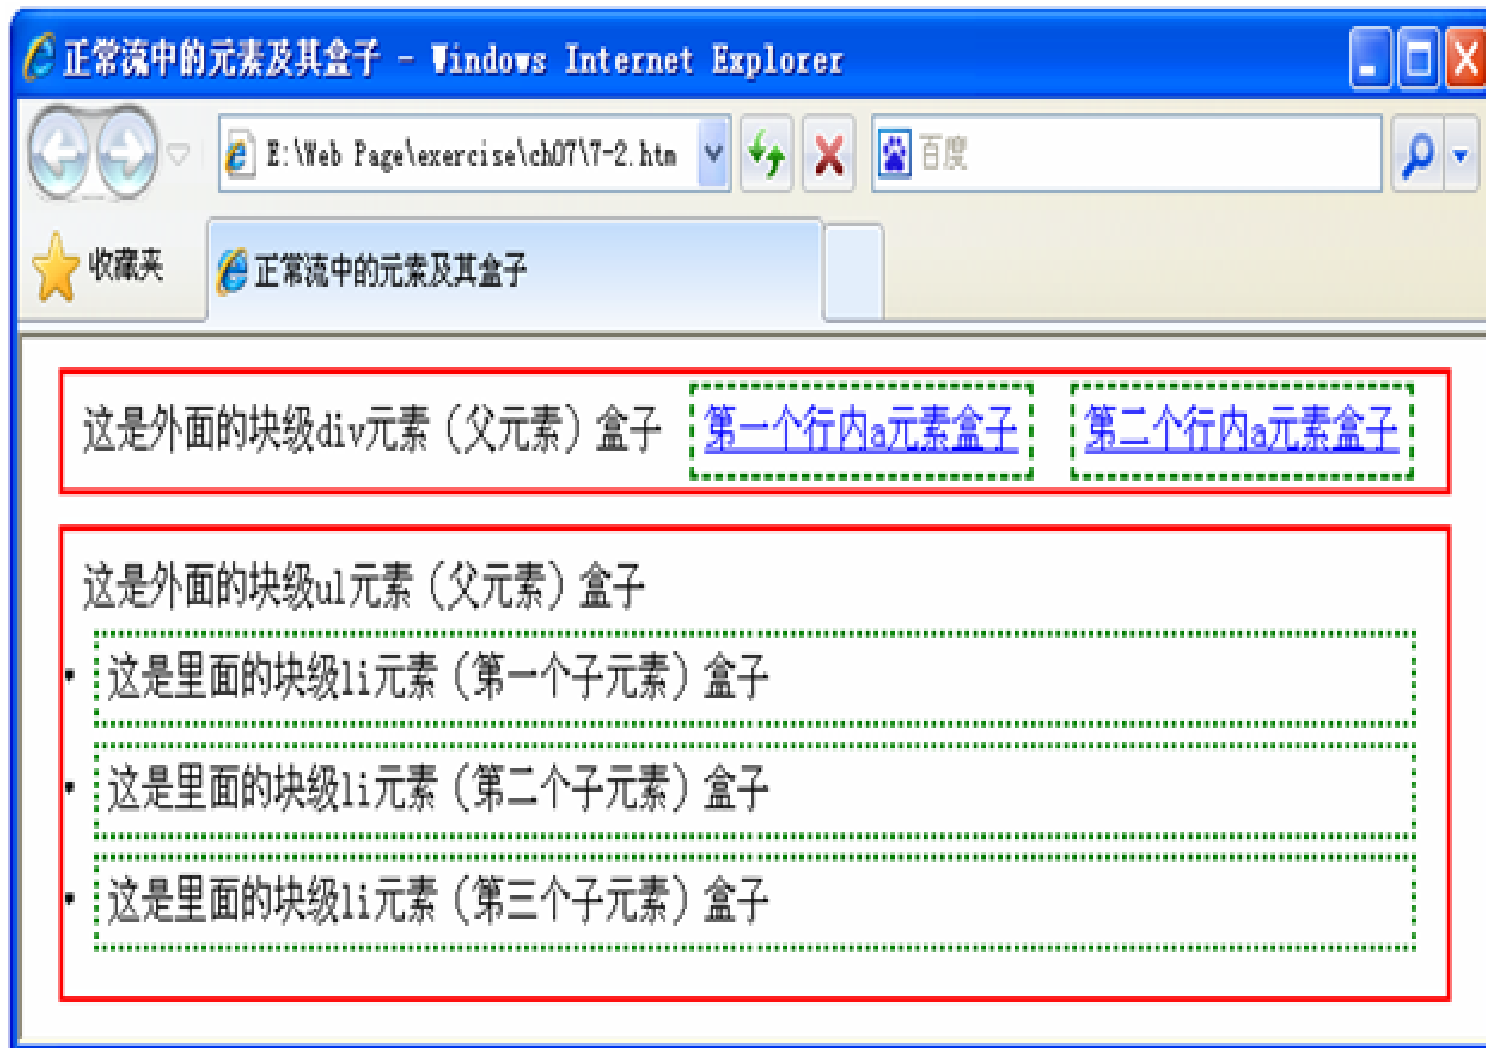 正常流中的元素及其盒子 - Windows Internet Explorer
E:\Web Page\exercise\ch07\7-2.htm
百度
收藏夹
正常流中的元素及其盒子
这是外面的块级div元素（父元素）盒子 第一个行内a元素盒子 第二个行内a元素盒子
这是外面的块级ul元素（父元素）盒子
• 这是里面的块级li元素（第一个子元素）盒子
• 这是里面的块级li元素（第二个子元素）盒子
• 这是里面的块级li元素（第三个子元素）盒子